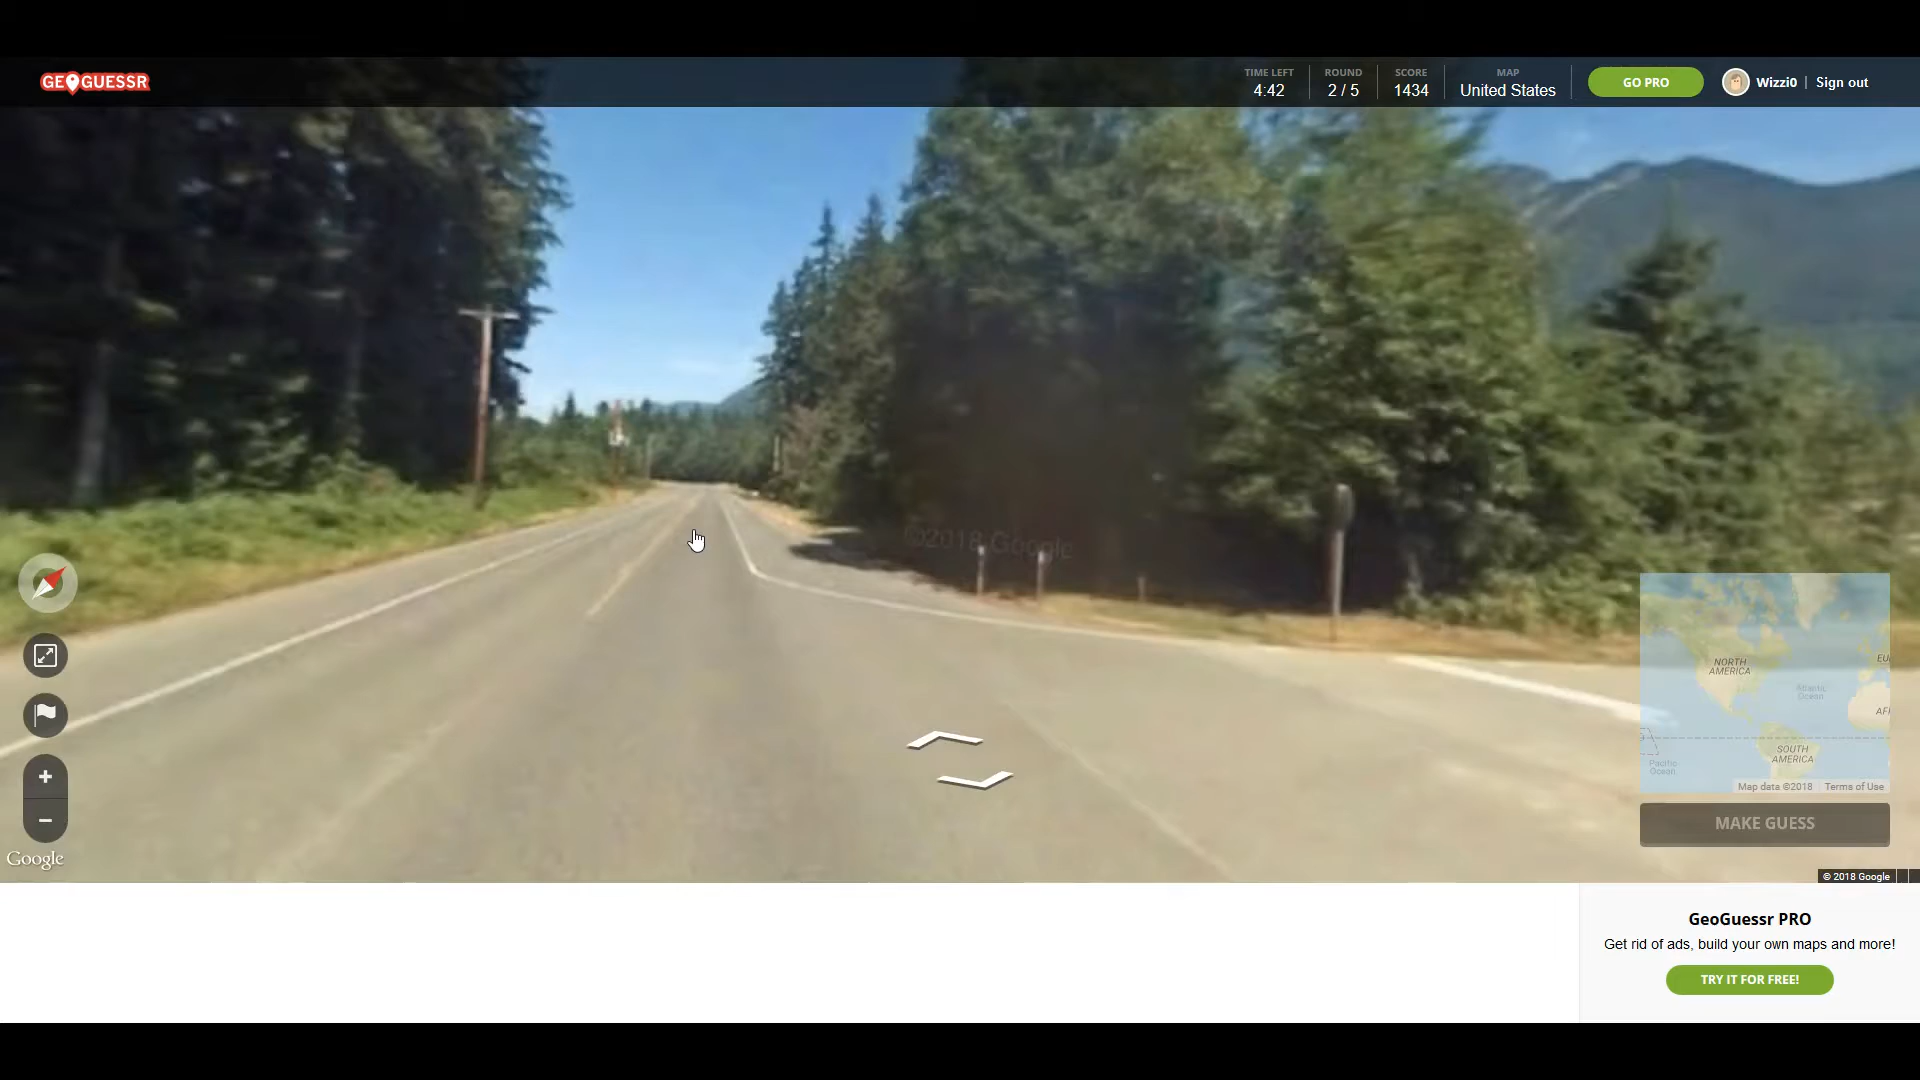 GEOGUESSR
TIME LEFT
4:42
ROUND
2 / 5
SCORE
1434
MAP
United States
GO PRO
Wizzi0 | Sign out
©2018 Google
NORTH
AMERICA
Atlantic
Ocean
EU
AF
SOUTH
AMERICA
Pacific
Ocean
Map data ©2018 Terms of Use
MAKE GUESS
Google
© 2018 Google
GeoGuessr PRO
Get rid of ads, build your own maps and more!
TRY IT FOR FREE!